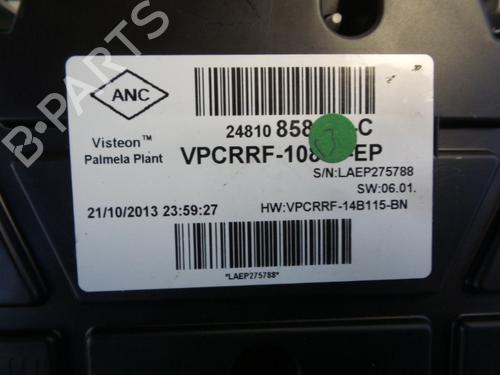 ANC
Visteon™
Palmela Plant
24810
S/N:LAEP275788
SW:06.01.
21/10/2013 23:59:27
HW:VPCRRF-14B115-BN
*LAEP275788*
B-PARTS